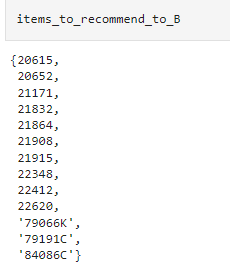 items_to_recommend_to_B
{20615,
20652,
21171,
21832,
21864,
21908,
21915,
22348,
22412,
22620,
'79066K',
'79191C',
'84086C'}